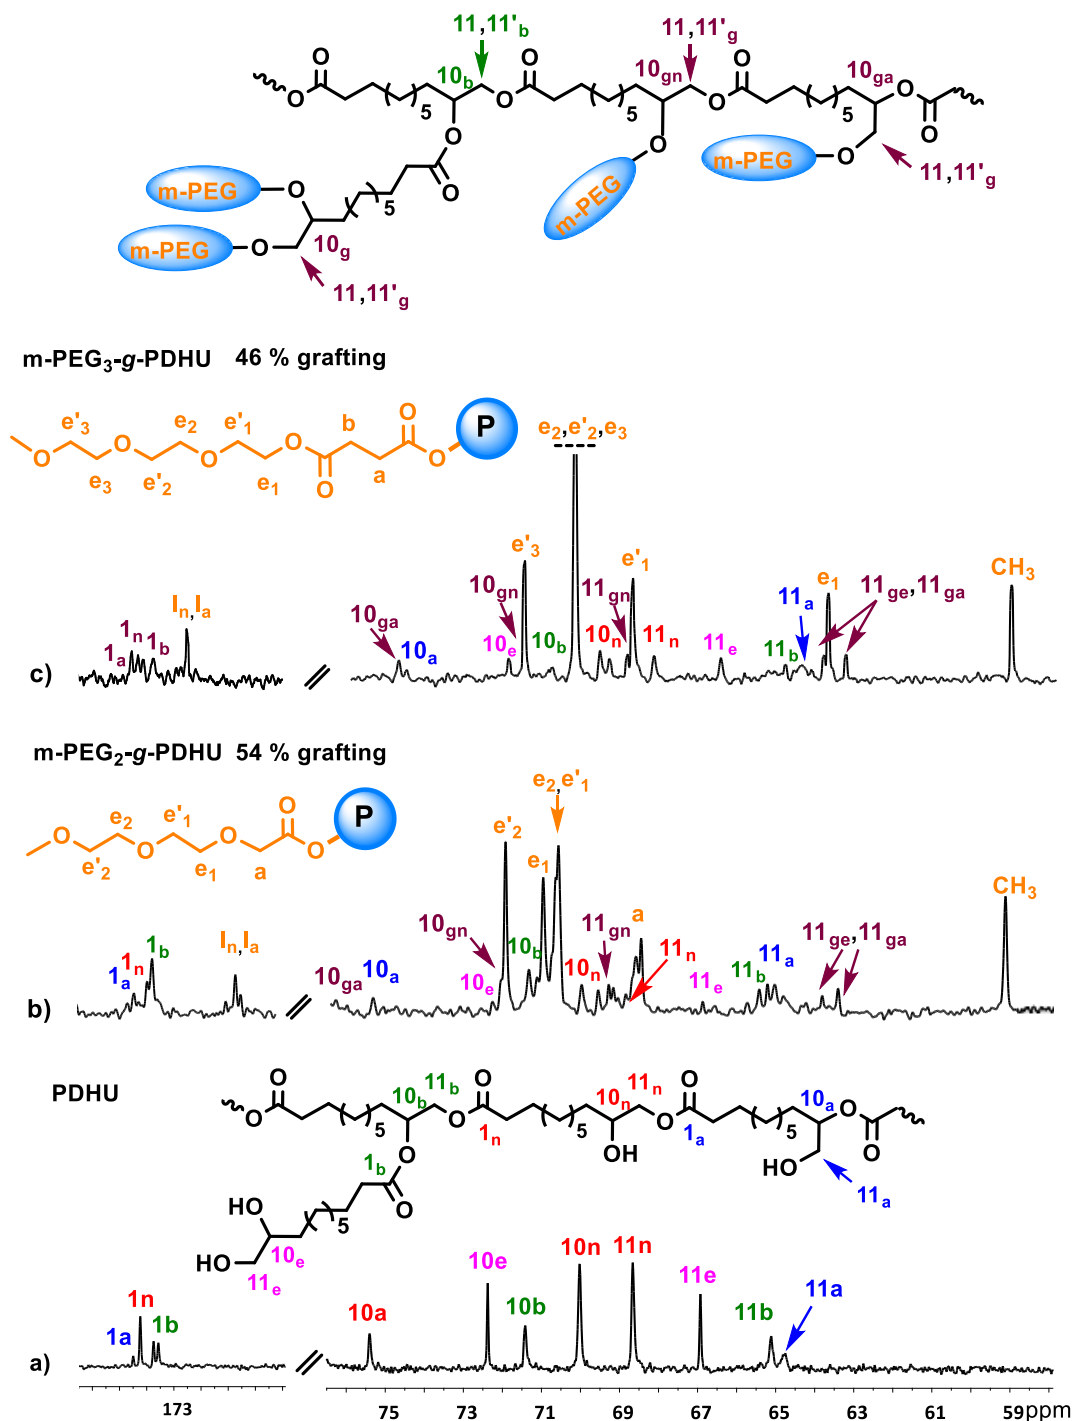 11,11'b
11,11'g
O
O
O
10b
10gn
10ga
O
O
5
O
5
O
5
O
O
O
O
m-PEG
O
11,11'g
m-PEG
O
5
O
m-PEG
m-PEG
O
10g
11,11'g
m-PEG3-g-PDHU 46 % grafting
O
P
e'3
e2
e'1
b
e2,e'2,e3
O
O
O
O
O
e3
e'2
e1
O
a
e'3
e'1
CH3
10gn
11gn
e1
11ge,11ga
In,Ia
10ga
11a
1n
1b
10a
10e
10b
10n
11n
11e
11b
1a
c)
m-PEG2-g-PDHU 54 % grafting
e2,e'1
O
P
e2
e'1
O
O
O
O
e'2
e1
a
e'2
e1
CH3
a
10gn
11gn
11ge,11ga
1b
In,Ia
10b
11n
1n
1a
10ga
10a
10e
10n
11e
11b
11a
b)
PDHU
O
O
O
10b
11b
10n
11n
10a
O
O
5
O
5
O
5
O
1n
1a
O
OH
O
HO
1b
11a
HO
5
O
HO
10e
11e
10n
11n
10e
11e
1n
10a
10b
11b
11a
1a
1b
a)
173
75
73
71
69
67
65
63
61
59ppm